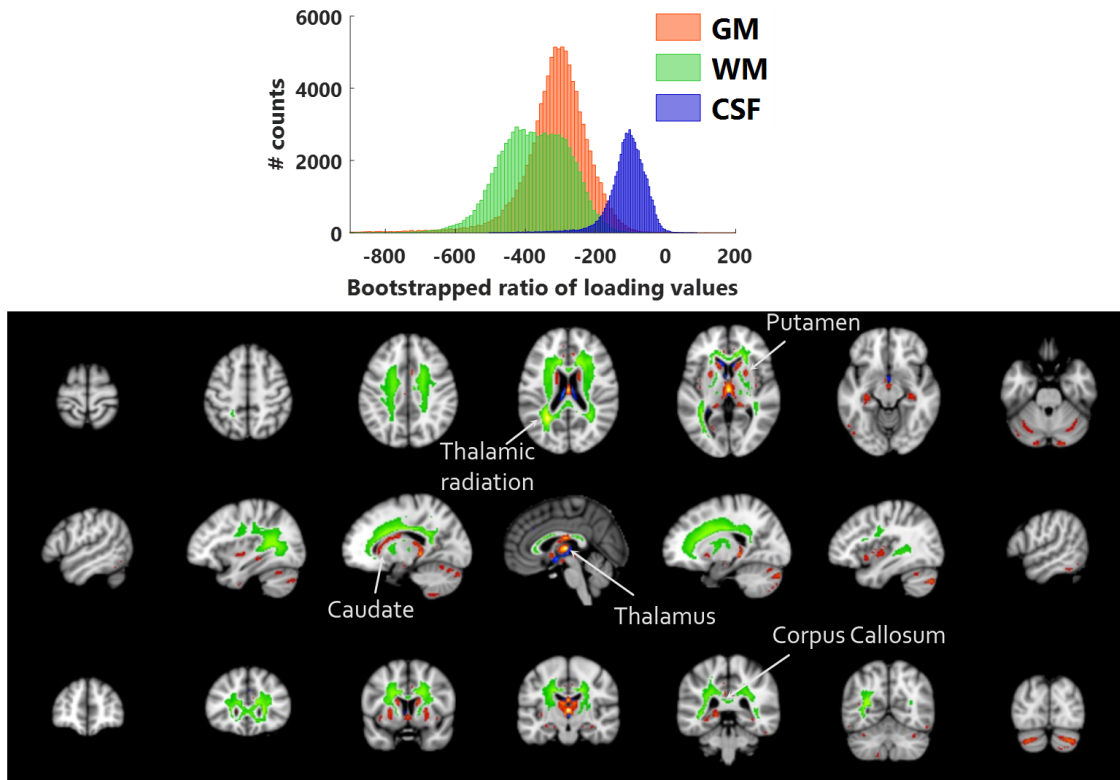 6000
4000
2000
0
# counts
GM
WM
CSF
-800
-600
-400
-200
0
200
Bootstrapped ratio of loading values
Putamen
Thalamic
radiation
Caudate
Thalamus
Corpus Callosum